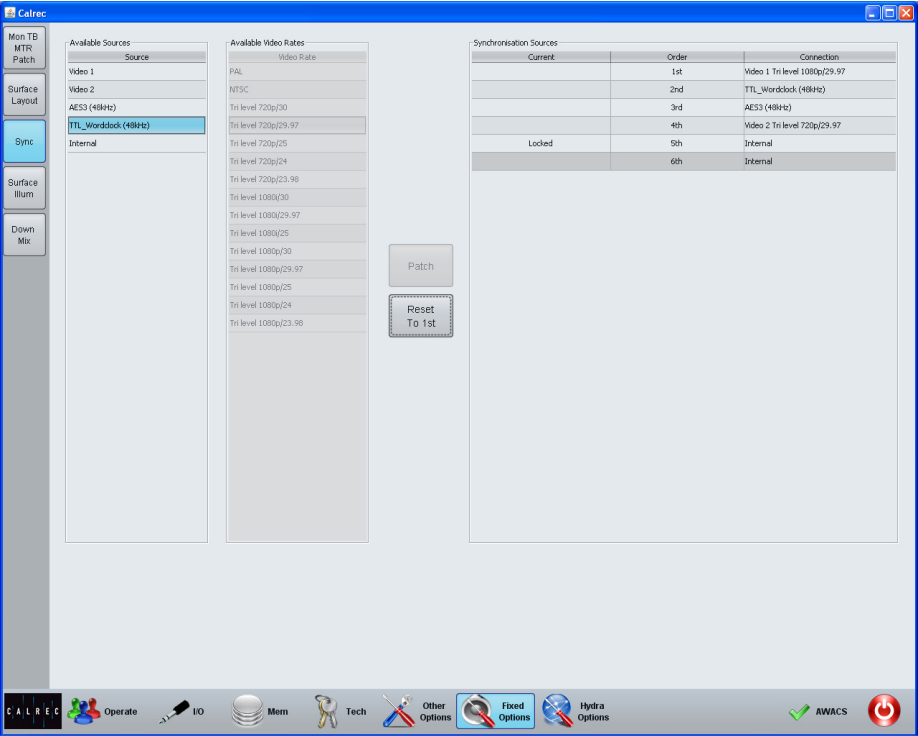 Calrec
Mon TB
MTR
Patch
Surface
Layout
Sync
Surface
Illum
Down
Mix
Available Sources
Source
Video 1
Video 2
AES3 (48kHz)
TTL_Wordclock (48kHz)
Internal
Available Video Rates
Video Rate
PAL
NTSC
Tri level 720p/30
Tri level 720p/29.97
Tri level 720p/25
Tri level 720p/24
Tri level 720p/23.98
Tri level 1080i/30
Tri level 1080i/29.97
Tri level 1080i/25
Tri level 1080p/30
Tri level 1080p/29.97
Tri level 1080p/25
Tri level 1080p/24
Tri level 1080p/23.98
Patch
Reset
To 1st
Synchronisation Sources
Current Order Connection
1st Video 1 Tri level 1080p/29.97
2nd TTL_Wordclock (48kHz)
3rd AES3 (48kHz)
4th Video 2 Tri level 720p/29.97
Locked 5th Internal
6th Internal
CALREC
Operate
I/O
Mem
Tech
Other
Options
Fixed
Options
Hydra
Options
AWACS